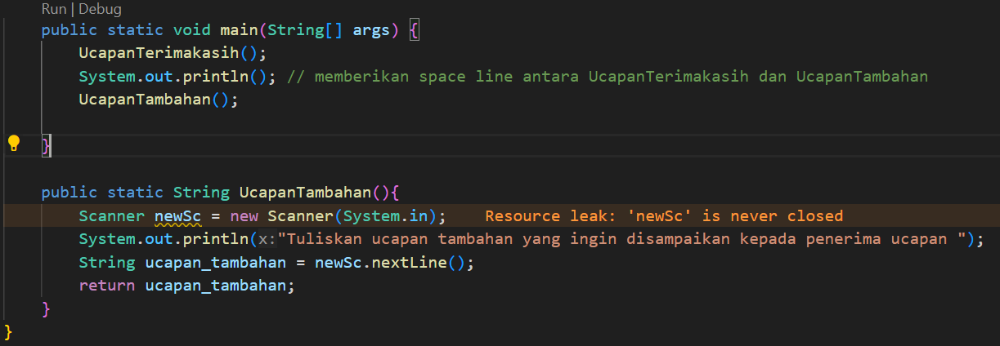 Run | Debug
public static void main(String[] args) {
UcapanTerimakasih();
System.out.println(); // memberikan space line antara UcapanTerimakasih dan UcapanTambahan
UcapanTambahan();
}
public static String UcapanTambahan(){
Scanner newSc = new Scanner(System.in); Resource leak: 'newSc' is never closed
System.out.println(x:"Tuliskan ucapan tambahan yang ingin disampaikan kepada penerima ucapan ");
String ucapan_tambahan = newSc.nextLine();
return ucapan_tambahan;
}
}